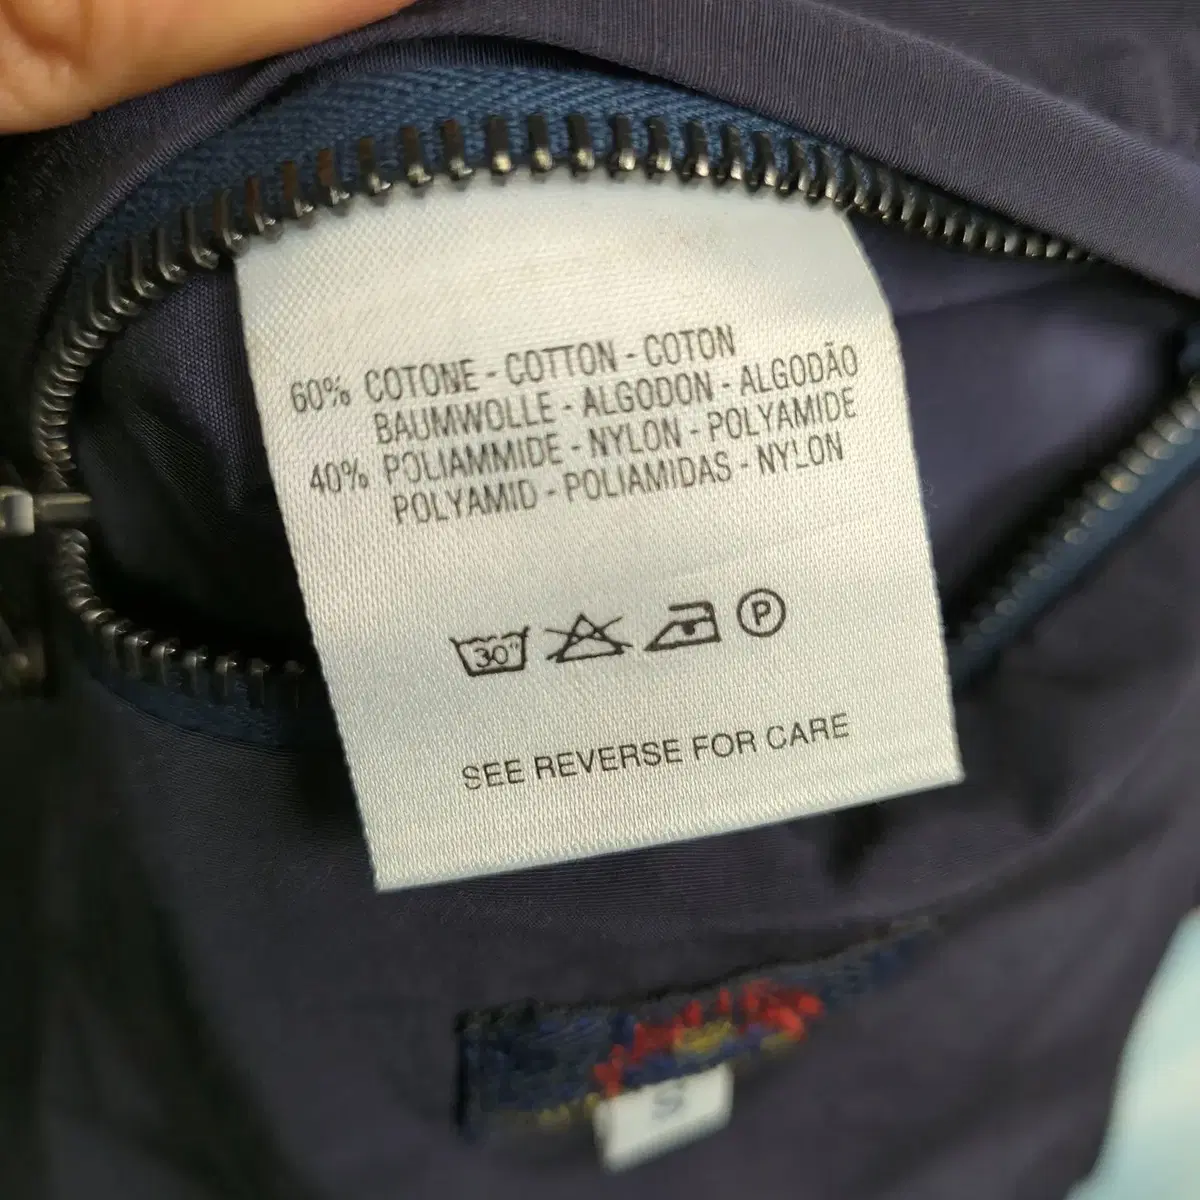 60% COTONE - COTTON - COTON
BAUMWOLLE - ALGODON - ALGODÃO
40% POLIAMMIDE - NYLON - POLYAMIDE
POLYAMID - POLIAMIDAS - NYLON
30° P
SEE REVERSE FOR CARE
S